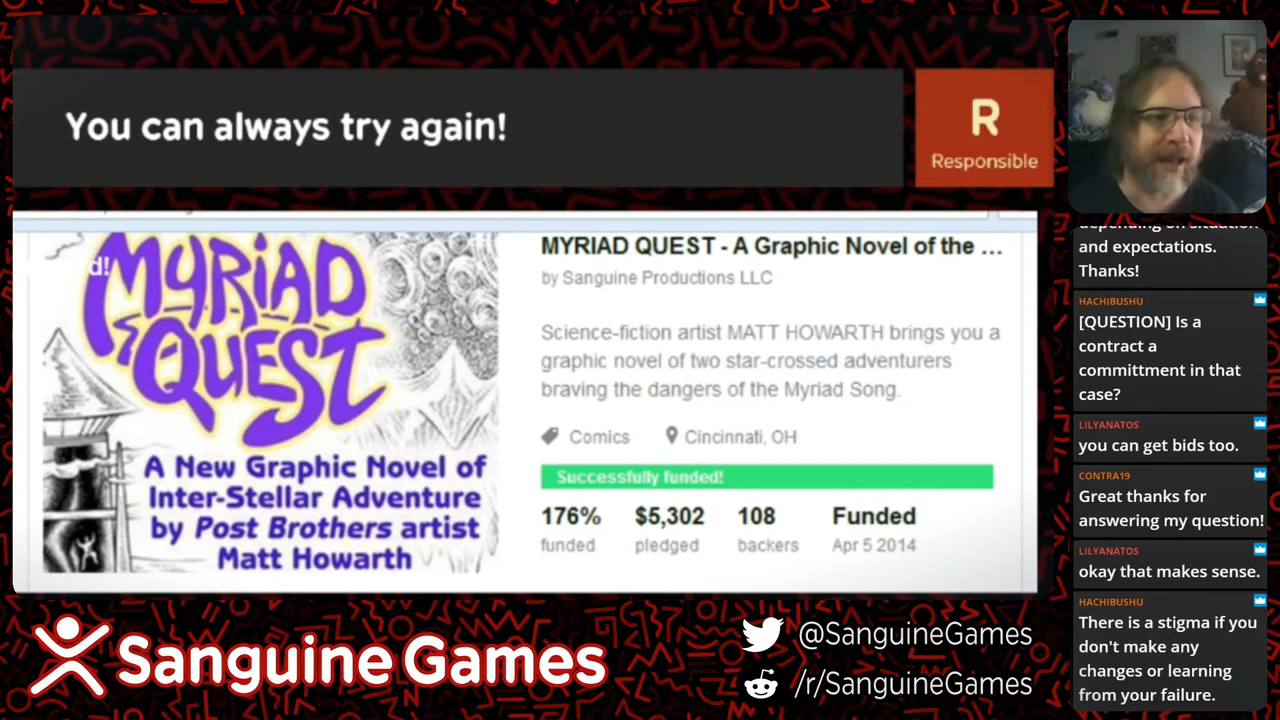 You can always try again!
R
Responsible
d!
MYRIAD
QUEST
A New Graphic Novel of
Inter-Stellar Adventure
by Post Brothers artist
Matt Howarth
MYRIAD QUEST - A Graphic Novel of the ...
by Sanguine Productions LLC
Science-fiction artist MATT HOWARTH brings you a
graphic novel of two star-crossed adventurers
braving the dangers of the Myriad Song.
Comics
Cincinnati, OH
Successfully funded!
176%
funded
$5,302
pledged
108
backers
Funded
Apr 5 2014
depending on situation
and expectations.
Thanks!
HACHIBUSHU
[QUESTION] Is a
contract a
committment in that
case?
LILYANATOS
you can get bids too.
CONTRA19
Great thanks for
answering my question!
LILYANATOS
okay that makes sense.
HACHIBUSHU
There is a stigma if you
don't make any
changes or learning
from your failure.
Sanguine Games
@SanguineGames
/r/SanguineGames